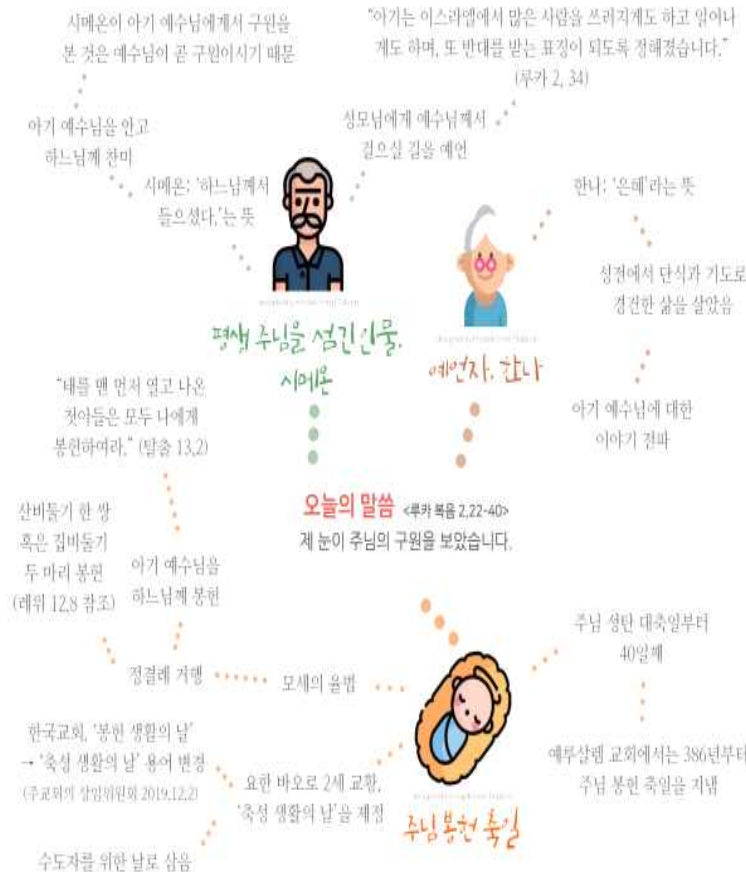 시메온이 아기 예수님에게서 구원을
본 것은 예수님이 곧 구원이시기 때문
"아기는 이스라엘에서 많은 사람을 쓰러지게도 하고 일어나
게도 하며, 또 반대를 받는 표징이 되도록 정해졌습니다."
(루카 2, 34)
아기 예수님을 안고
하느님께 찬미
성모님에게 예수님께서
걸으실 길을 예언
시메온: '하느님께서
들으셨다.'는 뜻
한나: '은혜'라는 뜻
성전에서 단식과 기도로
경건한 삶을 살았음
평생 주님을 섬긴 인물,
시메온
예언자, 한나
아기 예수님에 대한
이야기 전파
"태를 맨 먼저 열고 나온
첫아들은 모두 나에게
봉헌하여라." (탈출 13,2)
오늘의 말씀 <루카 복음 2,22-40>
제 눈이 주님의 구원을 보았습니다.
산비둘기 한 쌍
혹은 집비둘기
두 마리 봉헌
(레위 12,8 참조)
아기 예수님을
하느님께 봉헌
정결례 거행
모세의 율법
주님 성탄 대축일부터
40일째
한국교회, '봉헌 생활의 날'
→ '축성 생활의 날' 용어 변경
(주교회의 상임위원회 2019.12.2)
요한 바오로 2세 교황,
'축성 생활의 날'을 제정
예루살렘 교회에서는 386년부터
주님 봉헌 축일을 지냄
주님 봉헌 축일
수도자를 위한 날로 삼음